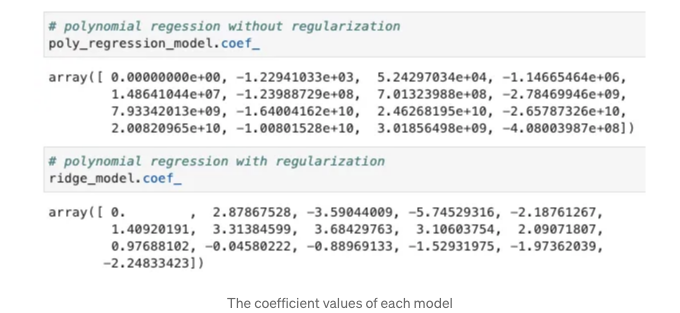 # polynomial regession without regularization
poly_regression_model.coef_
array([ 0.00000000e+00, -1.22941033e+03, 5.24297034e+04, -1.14665464e+06,
1.48641044e+07, -1.23988729e+08, 7.01323988e+08, -2.78469946e+09,
7.93342013e+09, -1.64004162e+10, 2.46268195e+10, -2.65787326e+10,
2.00820965e+10, -1.00801528e+10, 3.01856498e+09, -4.08003987e+08])
# polynomial regression with regularization
ridge_model.coef_
array([ 0. , 2.87867528, -3.59044009, -5.74529316, -2.18761267,
1.40920191, 3.31384599, 3.68429763, 3.10603754, 2.09071807,
0.97688102, -0.04580222, -0.88969133, -1.52931975, -1.97362039,
-2.24833423])
The coefficient values of each model